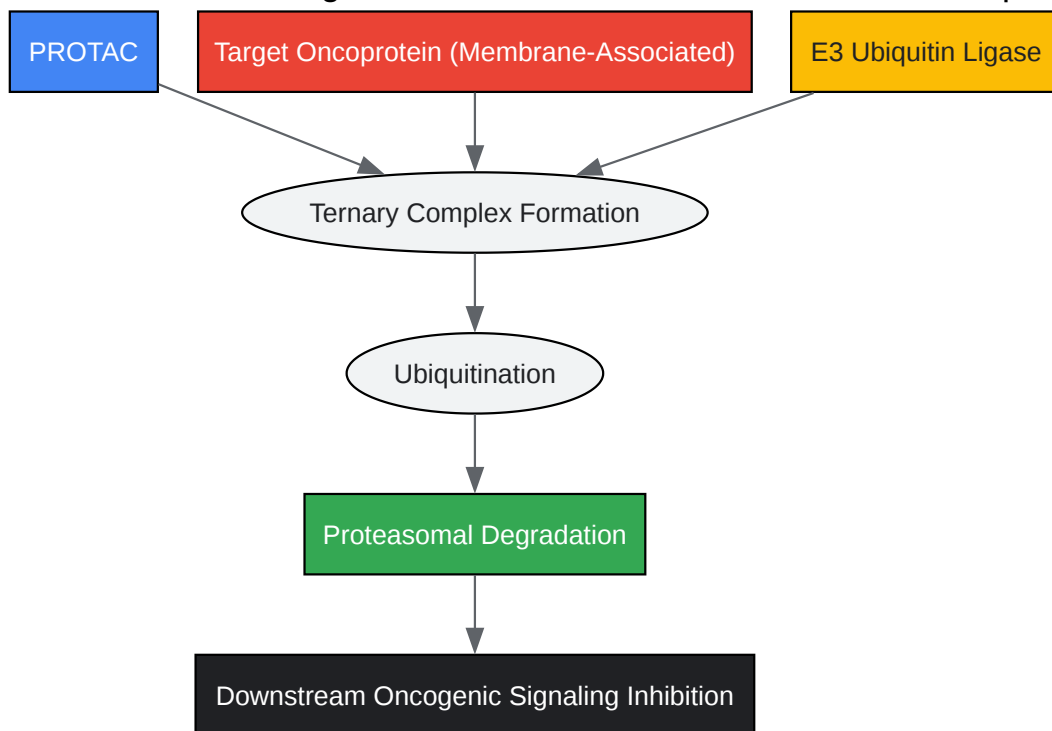 PROTAC
Target Oncoprotein (Membrane-Associated)
E3 Ubiquitin Ligase
Ternary Complex Formation
Ubiquitination
Proteasomal Degradation
Downstream Oncogenic Signaling Inhibition